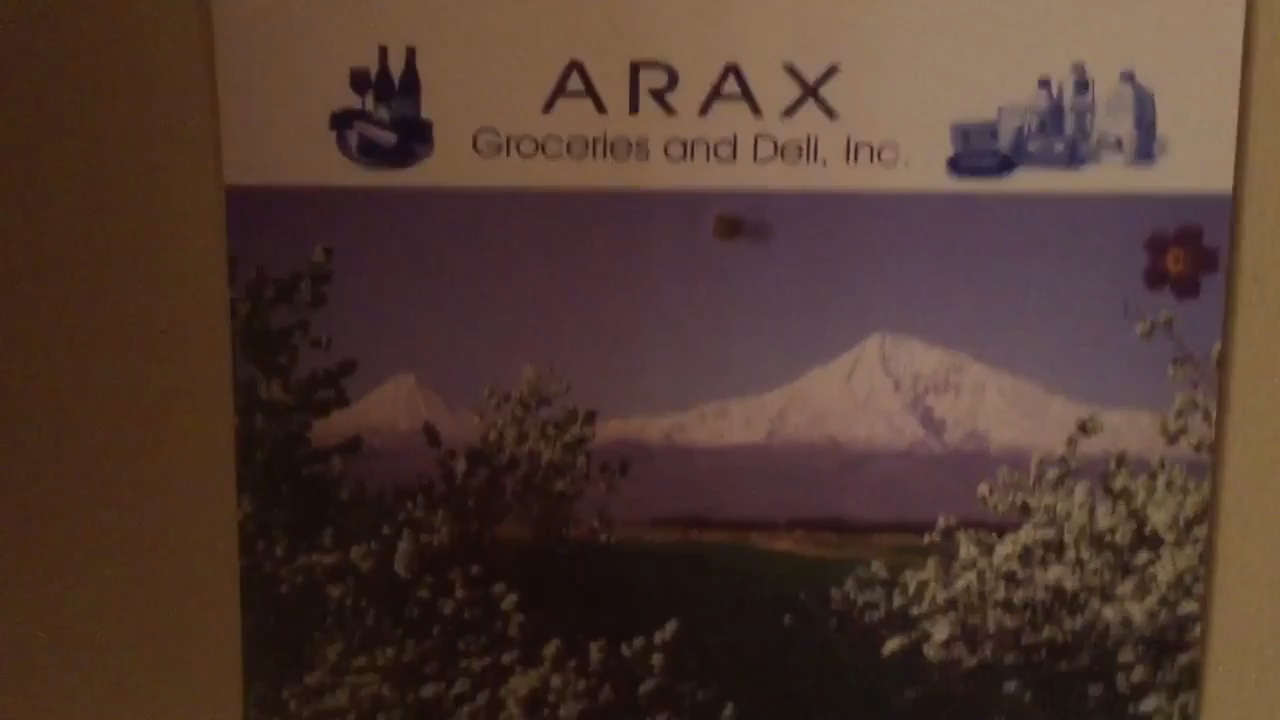 ARAX
Groceries and Deli, Inc.